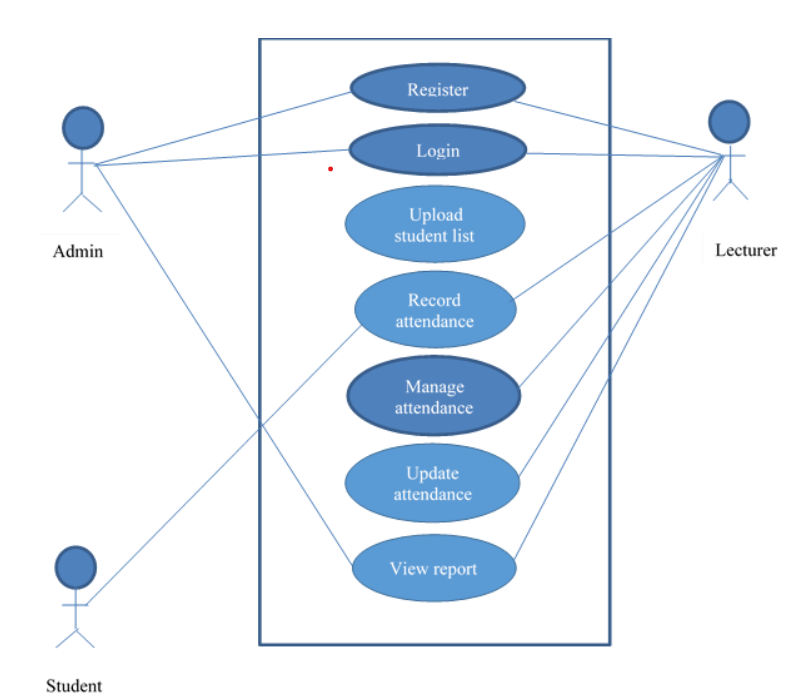 Register
Login
Upload
student list
Admin
Lecturer
Record
attendance
Manage
attendance
Update
attendance
View report
Student